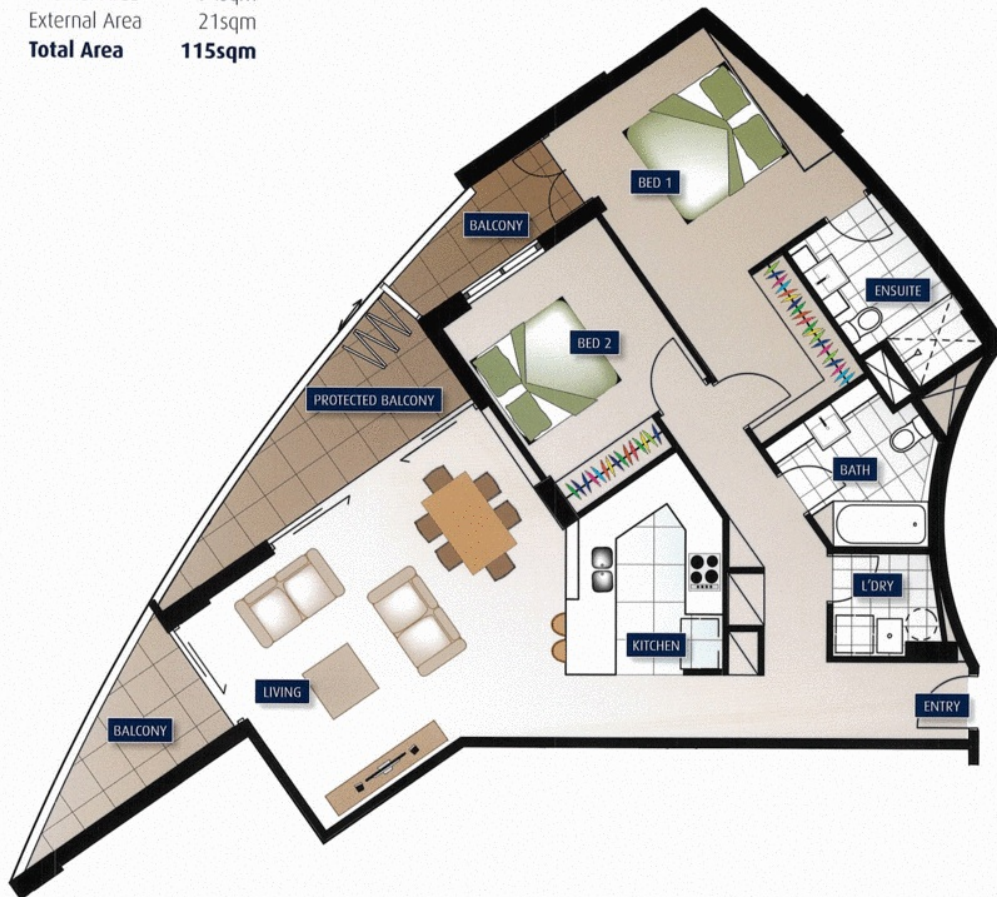 External Area 21sqm
Total Area 115sqm
BED 1
BALCONY
ENSUITE
BED 2
PROTECTED BALCONY
BATH
L'DRY
KITCHEN
LIVING
ENTRY
BALCONY